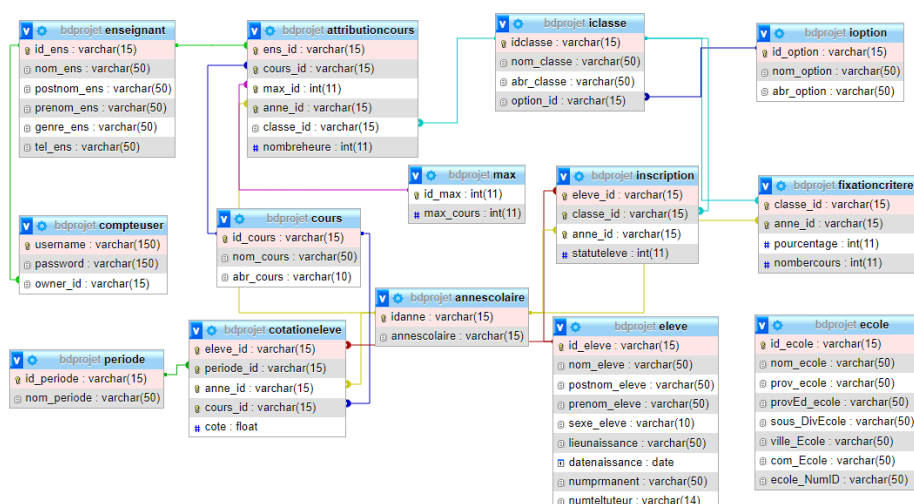 bdprojet enseignant
id_ens : varchar(15)
nom_ens : varchar(50)
postnom_ens : varchar(50)
prenom_ens : varchar(50)
genre_ens : varchar(50)
tel_ens : varchar(50)
bdprojet attributioncours
ens_id : varchar(15)
cours_id : varchar(15)
max_id : int(11)
anne_id : varchar(15)
classe_id : varchar(15)
nombreheure : int(11)
bdprojet iclasse
idclasse : varchar(15)
nom_classe : varchar(50)
abr_classe : varchar(50)
option_id : varchar(15)
bdprojet ioption
id_option : varchar(15)
nom_option : varchar(50)
abr_option : varchar(50)
bdprojet max
id_max : int(11)
max_cours : int(11)
bdprojet inscription
eleve_id : varchar(15)
classe_id : varchar(15)
anne_id : varchar(15)
statuteleve : int(11)
bdprojet fixationcritere
classe_id : varchar(15)
anne_id : varchar(15)
pourcentage : int(11)
nombercours : int(11)
bdprojet compteuser
username : varchar(150)
password : varchar(150)
owner_id : varchar(15)
bdprojet cours
id_cours : varchar(15)
nom_cours : varchar(50)
abr_cours : varchar(10)
bdprojet annescolaire
idanne : varchar(15)
annescolaire : varchar(15)
bdprojet periode
id_periode : varchar(15)
nom_periode : varchar(50)
bdprojet cotationeleve
eleve_id : varchar(15)
periode_id : varchar(15)
anne_id : varchar(15)
cours_id : varchar(15)
cote : float
bdprojet eleve
id_eleve : varchar(15)
nom_eleve : varchar(50)
postnom_eleve : varchar(50)
prenom_eleve : varchar(50)
sexe_eleve : varchar(10)
lieunaissance : varchar(50)
datenaissance : date
numprmanent : varchar(50)
numteltuteur : varchar(14)
bdprojet ecole
id_ecole : varchar(15)
nom_ecole : varchar(50)
prov_ecole : varchar(50)
provEd_ecole : varchar(50)
sous_DivEcole : varchar(50)
ville_Ecole : varchar(50)
com_Ecole : varchar(50)
ecole_NumID : varchar(50)